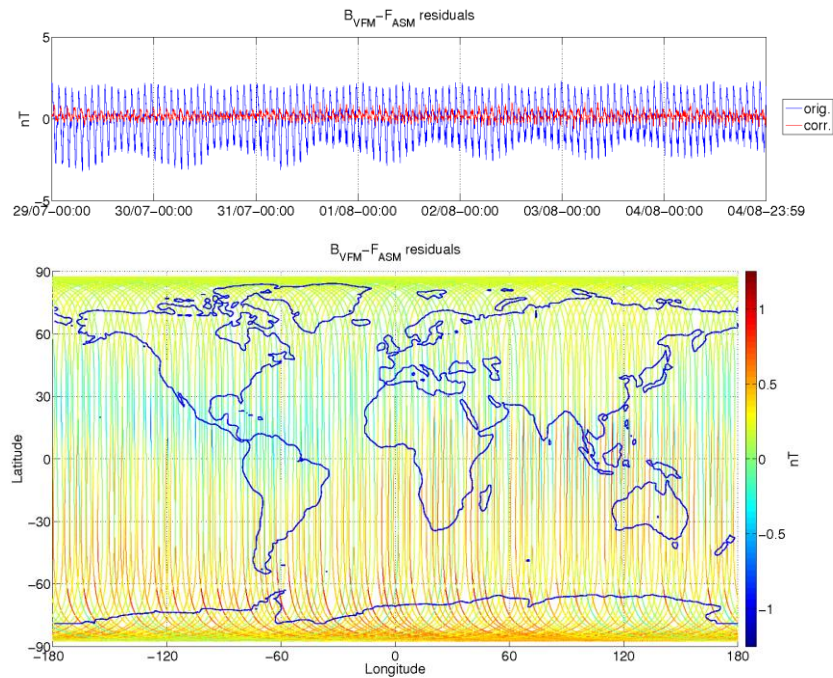 B_VFM−F_ASM residuals
5
0
−5
nT
orig.
corr.
29/07−00:00 30/07−00:00 31/07−00:00 01/08−00:00 02/08−00:00 03/08−00:00 04/08−00:00 04/08−23:59
B_VFM−F_ASM residuals
90
60
30
0
−30
−60
−90
Latitude
−180 −120 −60 0 60 120 180
Longitude
1
0.5
0
−0.5
−1
nT